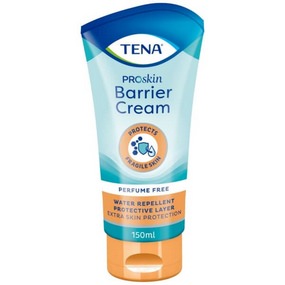 TENA
PROskin
Barrier
Cream
PROTECTS
FRAGILE SKIN
PERFUME FREE
WATER REPELLENT
PROTECTIVE LAYER
EXTRA SKIN PROTECTION
150ml